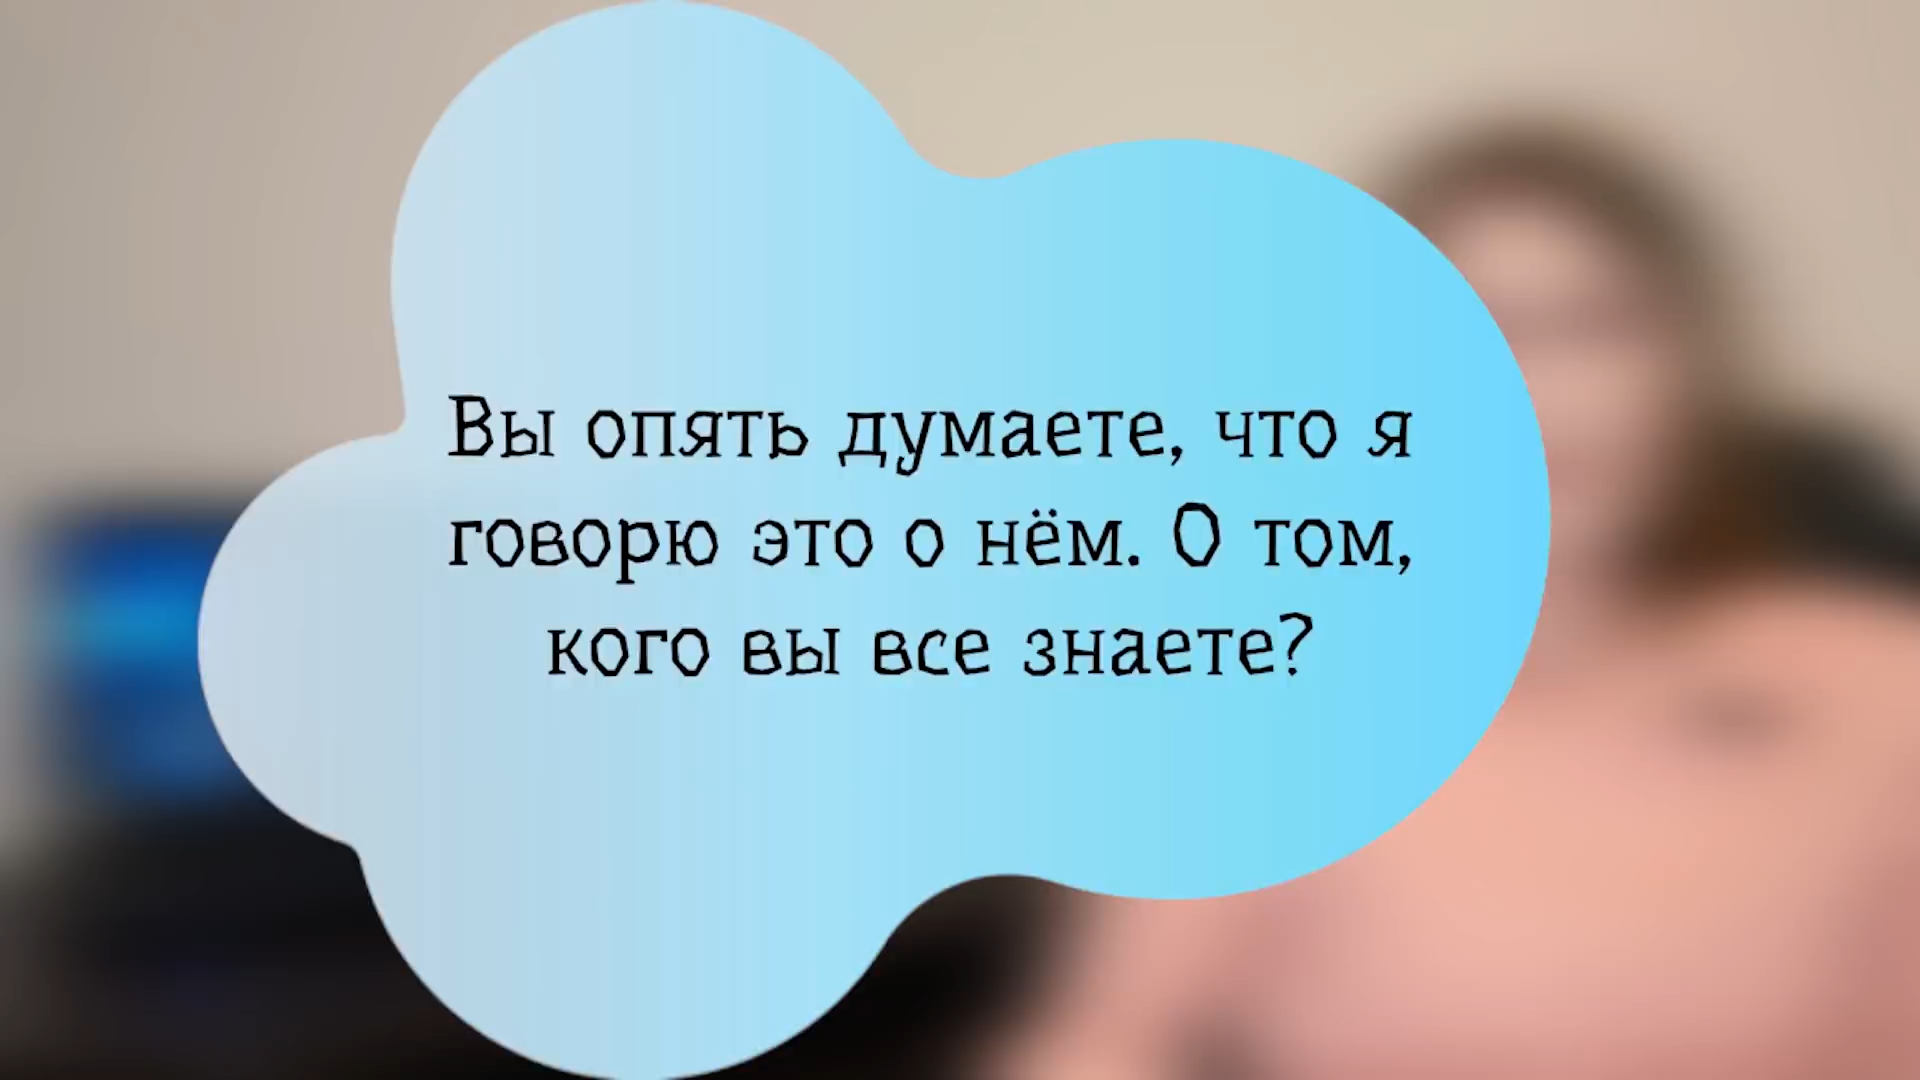 Вы опять думаете, что я
говорю это о нём. О том,
кого вы все знаете?